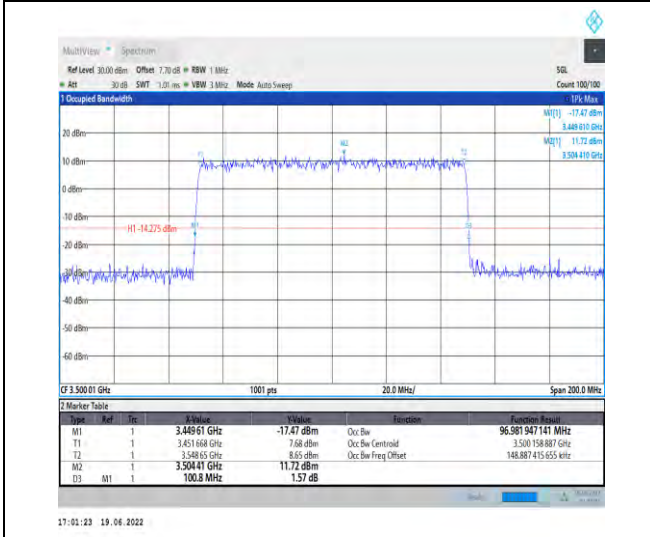 MultiView Spectrum
Ref Level 30.00 dBm Offset 7.70 dB RBW 1 MHz SGL
Att 30 dB SWT 1.01 ms VBW 3 MHz Mode Auto Sweep Count 100/100
1 Occupied Bandwidth 1Pk Max
M1[1] -17.47 dBm
3.449 610 GHz
M2[1] 11.72 dBm
3.504 410 GHz
20 dBm
M2
10 dBm
0 dBm
-10 dBm
H1 -14.275 dBm
-20 dBm
-30 dBm
-40 dBm
-50 dBm
-60 dBm
CF 3.500 01 GHz 1001 pts 20.0 MHz/ Span 200.0 MHz
2 Marker Table
Type Ref Trc X-Value Y-Value Function Function Result
M1 1 3.449 61 GHz -17.47 dBm Occ Bw 96.981 947 141 MHz
T1 1 3.451 668 GHz 7.68 dBm Occ Bw Centroid 3.500 158 887 GHz
T2 1 3.548 65 GHz 8.65 dBm Occ Bw Freq Offset 148.887 415 655 kHz
M2 1 3.504 41 GHz 11.72 dBm
D3 M1 1 100.8 MHz 1.57 dB
17:01:23 19.06.2022